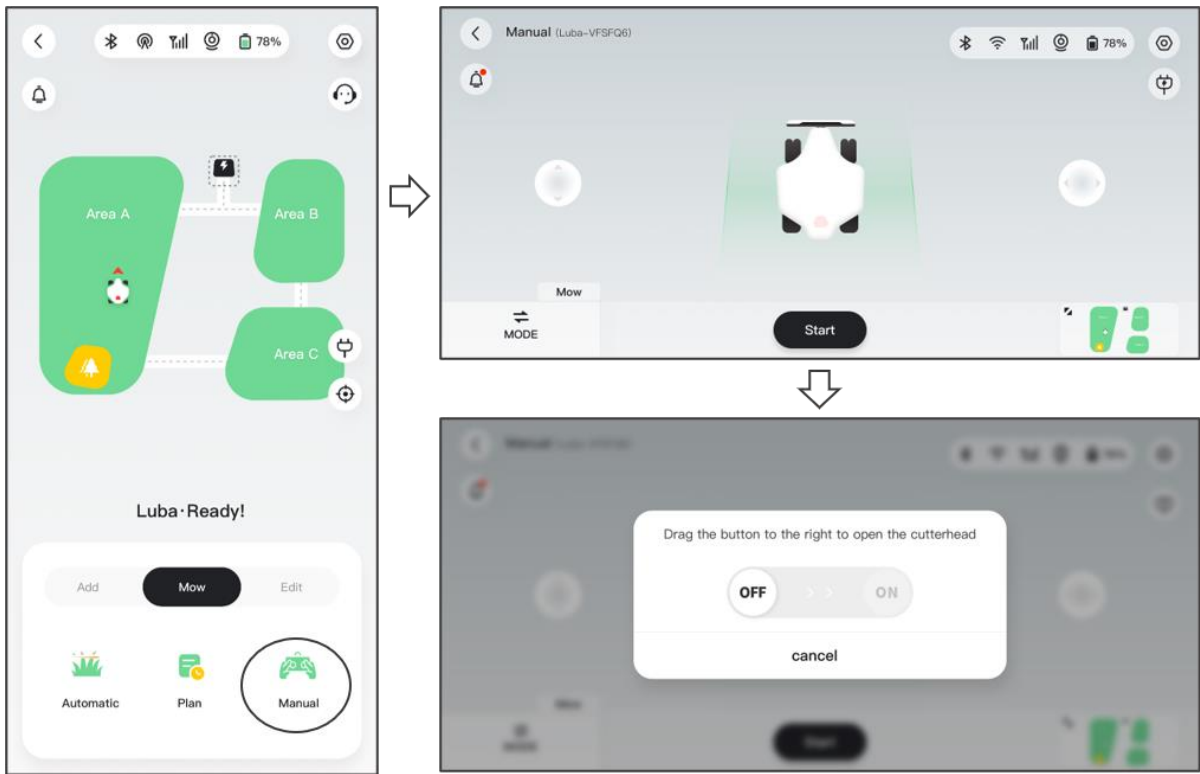 78%
Area A
Area B
Area C
Luba·Ready!
Add Mow Edit
Automatic Plan Manual
Manual (Luba-VFSFQ6)
78%
Mow
MODE
Start
Drag the button to the right to open the cutterhead
OFF ON
cancel